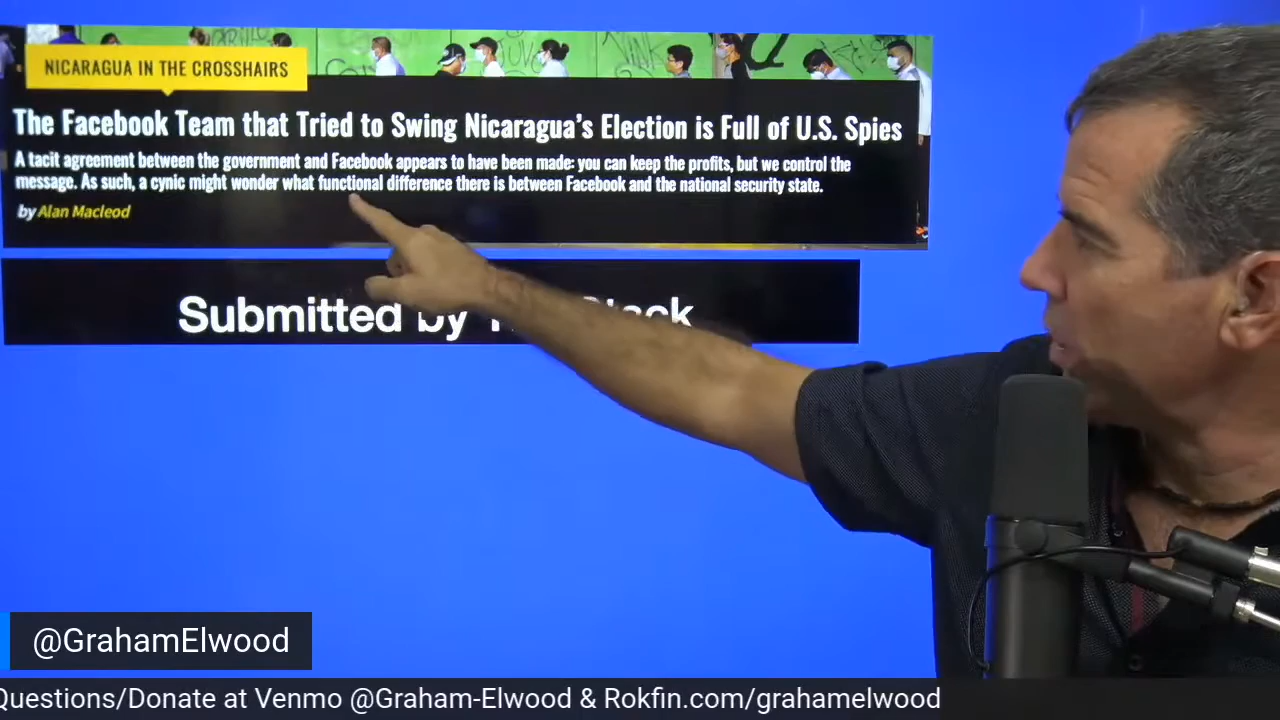 NICARAGUA IN THE CROSSHAIRS
The Facebook Team that Tried to Swing Nicaragua's Election is Full of U.S. Spies
A tacit agreement between the government and Facebook appears to have been made: you can keep the profits, but we control the
message. As such, a cynic might wonder what functional difference there is between Facebook and the national security state.
by Alan Macleod
Submitted by
@GrahamElwood
Questions/Donate at Venmo @Graham-Elwood & Rokfin.com/grahamelwood